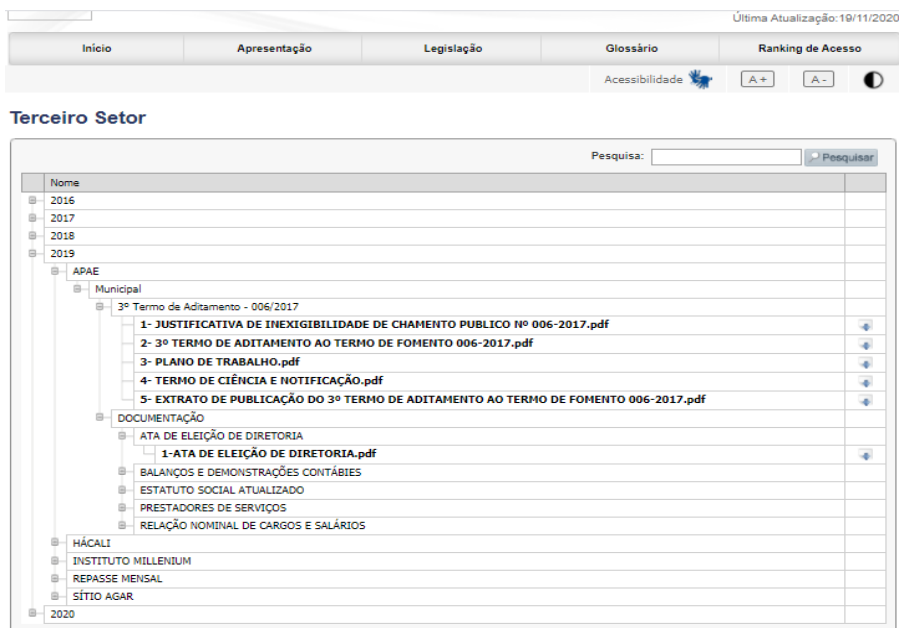 Última Atualização:19/11/2020
Início Apresentação Legislação Glossário Ranking de Acesso
Acessibilidade A+ A-
Terceiro Setor
Pesquisa: Pesquisar
Nome
2016
2017
2018
2019
APAE
Municipal
3º Termo de Aditamento - 006/2017
1- JUSTIFICATIVA DE INEXIGIBILIDADE DE CHAMENTO PUBLICO Nº 006-2017.pdf
2- 3º TERMO DE ADITAMENTO AO TERMO DE FOMENTO 006-2017.pdf
3- PLANO DE TRABALHO.pdf
4- TERMO DE CIÊNCIA E NOTIFICAÇÃO.pdf
5- EXTRATO DE PUBLICAÇÃO DO 3º TERMO DE ADITAMENTO AO TERMO DE FOMENTO 006-2017.pdf
DOCUMENTAÇÃO
ATA DE ELEIÇÃO DE DIRETORIA
1-ATA DE ELEIÇÃO DE DIRETORIA.pdf
BALANÇOS E DEMONSTRAÇÕES CONTÁBIES
ESTATUTO SOCIAL ATUALIZADO
PRESTADORES DE SERVIÇOS
RELAÇÃO NOMINAL DE CARGOS E SALÁRIOS
HÁCALI
INSTITUTO MILLENIUM
REPASSE MENSAL
SÍTIO AGAR
2020